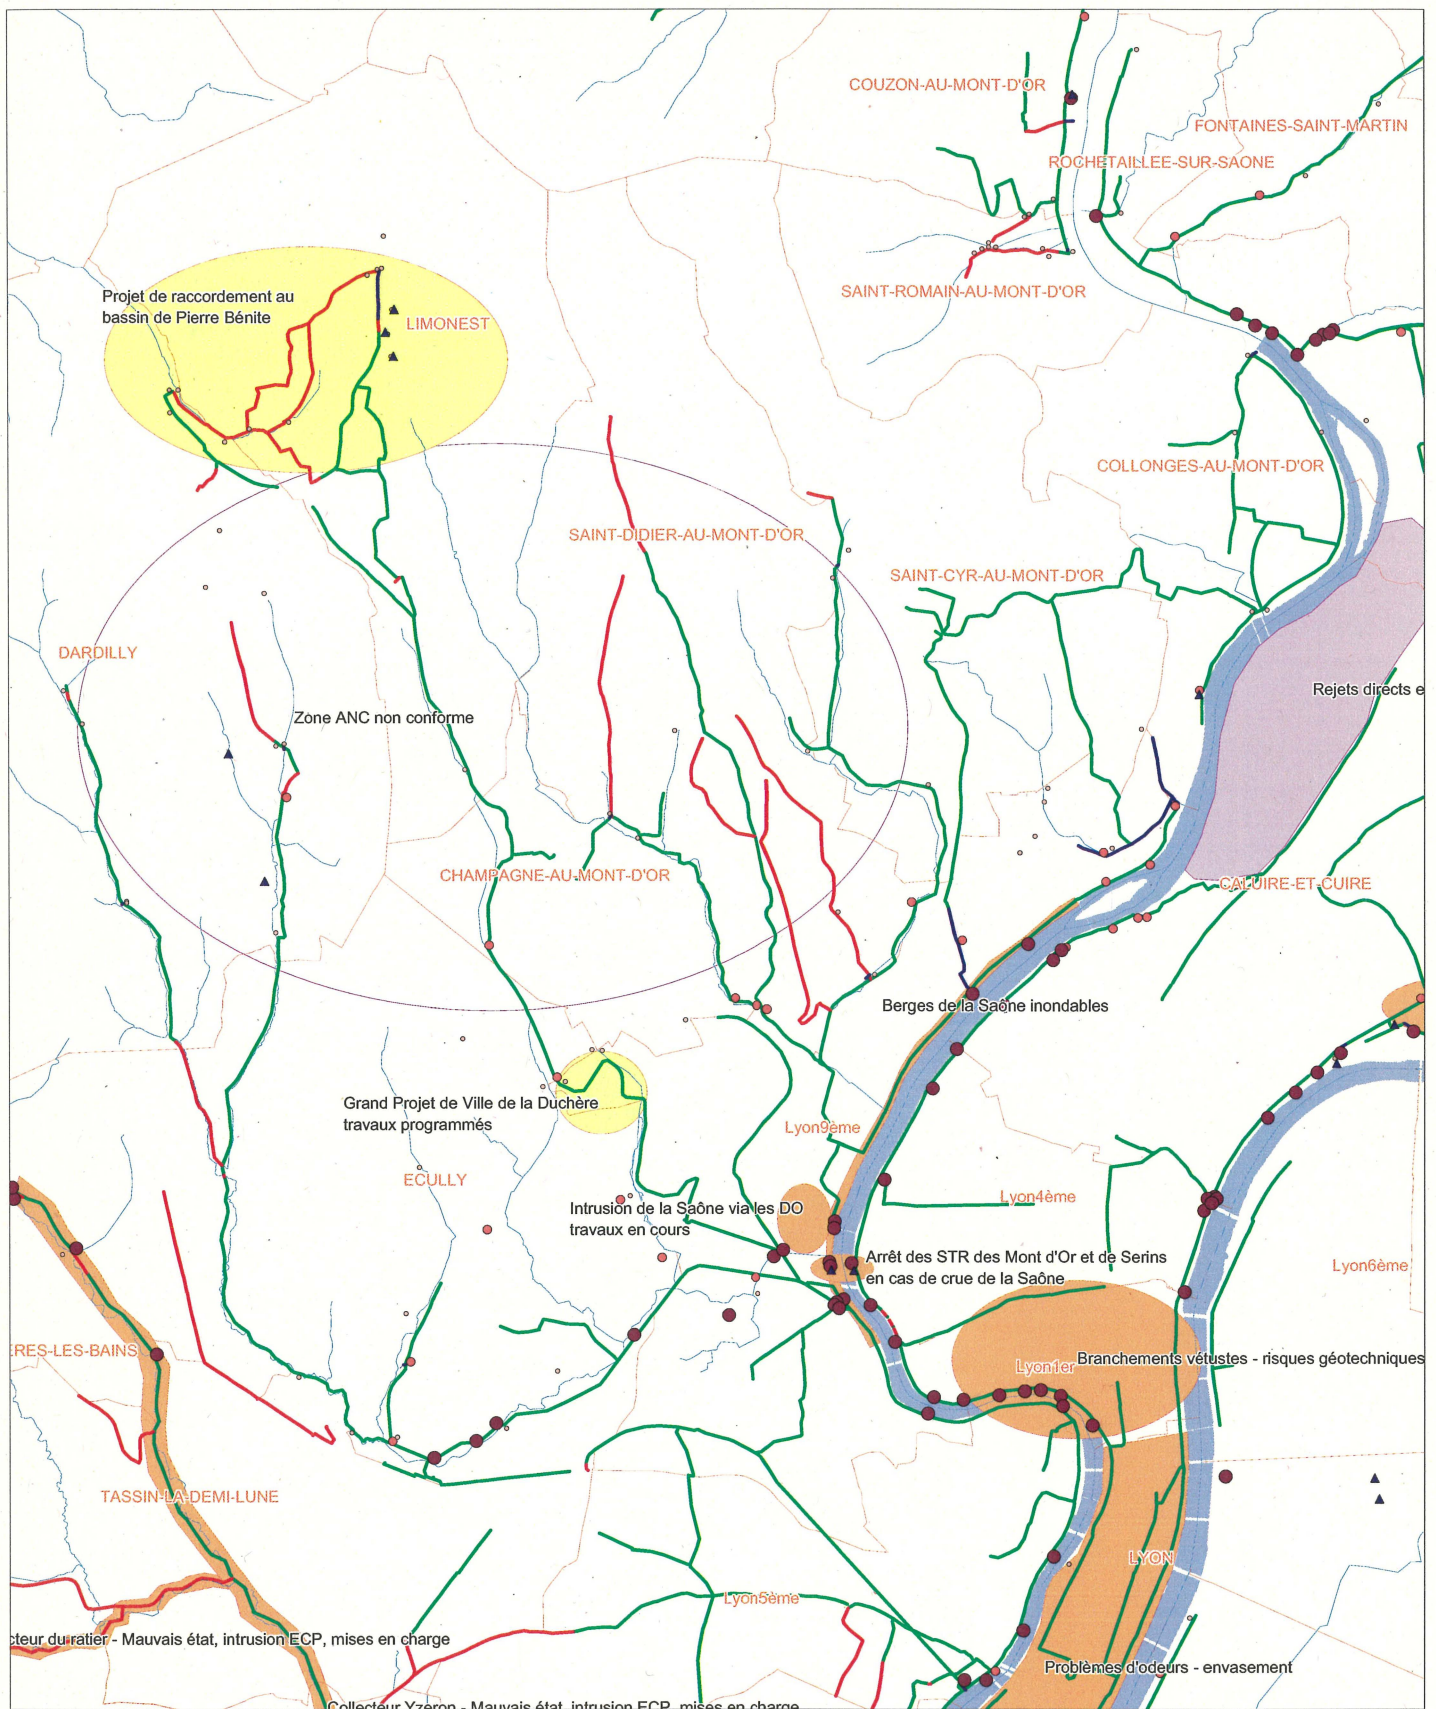 COUZON-AU-MONT-D'OR
FONTAINES-SAINT-MARTIN
ROCHETAILLEE-SUR-SAONE
SAINT-ROMAIN-AU-MONT-D'OR
Projet de raccordement au
bassin de Pierre Bénite
LIMONEST
COLLONGES-AU-MONT-D'OR
SAINT-DIDIER-AU-MONT-D'OR
SAINT-CYR-AU-MONT-D'OR
DARDILLY
Rejets directs e
Zone ANC non conforme
CHAMPAGNE-AU-MONT-D'OR
CALUIRE-ET-CUIRE
Berges de la Saône inondables
Grand Projet de Ville de la Duchère
travaux programmés
Lyon9ème
ECULLY
Lyon4ème
Intrusion de la Saône via les DO
travaux en cours
Arrêt des STR des Mont d'Or et de Serins
en cas de crue de la Saône
Lyon6ème
ERES-LES-BAINS
Lyon1er
Branchements vétustes - risques géotechniques
TASSIN-LA-DEMI-LUNE
LYON
Lyon5ème
cteur du ratier - Mauvais état, intrusion ECP, mises en charge
Problèmes d'odeurs - envasement
Collecteur Yzeron - Mauvais état, intrusion ECP, mises en charge